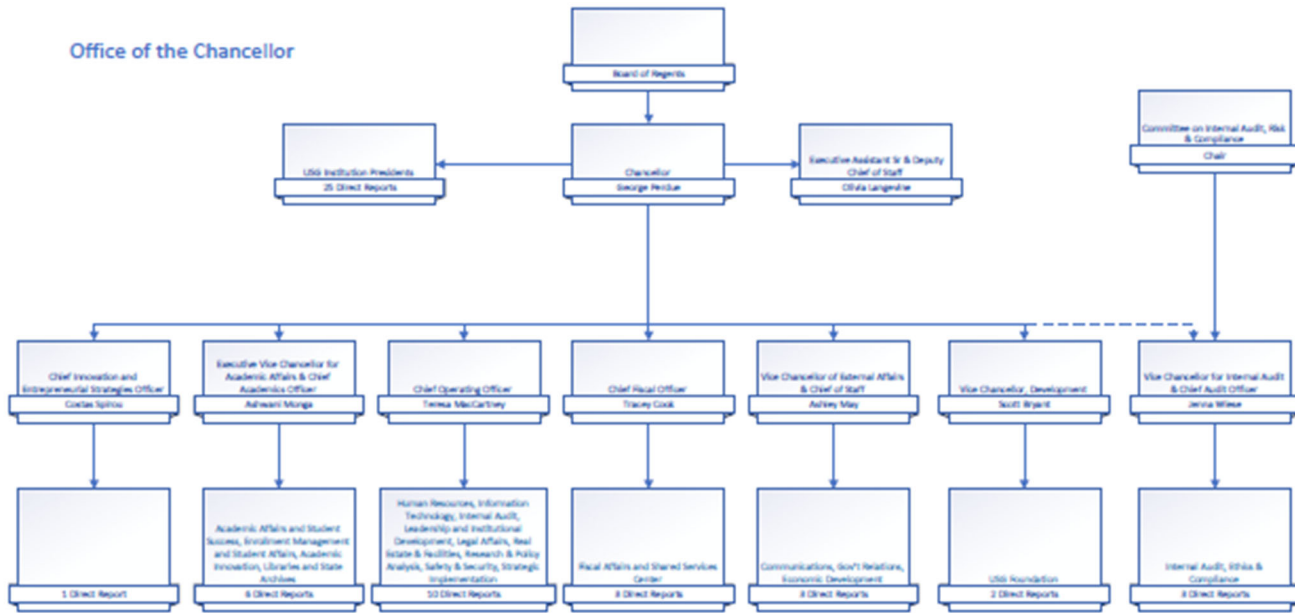 Office of the Chancellor
Board of Regents
USG Institution Presidents
25 Direct Reports
Chancellor
George Perdue
Executive Assistant Sr & Deputy
Chief of Staff
Olivia Langevine
Committee on Internal Audit, Risk
& Compliance
Chair
Chief Innovation and
Entrepreneurial Strategies Officer
Costas Spirou
Executive Vice Chancellor for
Academic Affairs & Chief
Academics Officer
Ashwani Monga
Chief Operating Officer
Teresa MacCartney
Chief Fiscal Officer
Tracey Cook
Vice Chancellor of External Affairs
& Chief of Staff
Ashley May
Vice Chancellor, Development
Scott Bryant
Vice Chancellor for Internal Audit
& Chief Audit Officer
Jenna Wiese
1 Direct Report
Academic Affairs and Student
Success, Enrollment Management
and Student Affairs, Academic
Innovation, Libraries and State
Archives
6 Direct Reports
Human Resources, Information
Technology, Internal Audit,
Leadership and Institutional
Development, Legal Affairs, Real
Estate & Facilities, Research & Policy
Analysis, Safety & Security, Strategic
Implementation
10 Direct Reports
Fiscal Affairs and Shared Services
Center
Direct Reports
Communications, Gov't Relations,
Economic Development
Direct Reports
USG Foundation
2 Direct Reports
Internal Audit, Ethics &
Compliance
Direct Reports